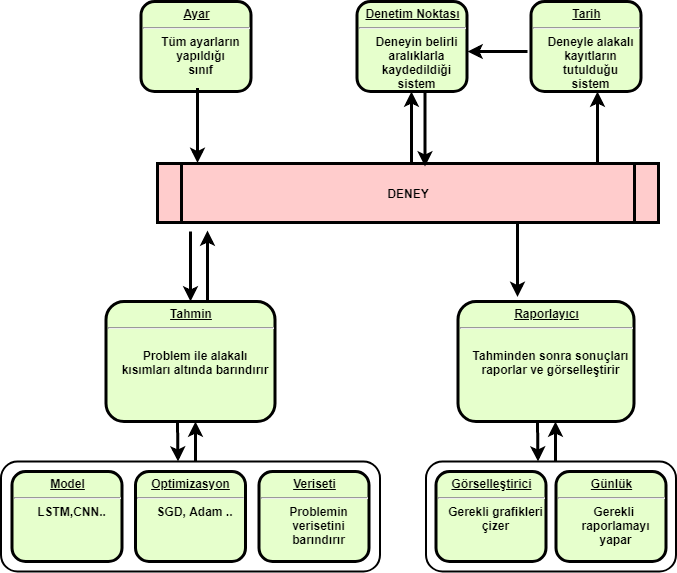 Ayar
Tüm ayarların
yapıldığı
sınıf
Denetim Noktası
Deneyin belirli
aralıklarla
kaydedildiği
sistem
Tarih
Deneyle alakalı
kayıtların
tutulduğu
sistem
DENEY
Tahmin
Problem ile alakalı
kısımları altında barındırır
Raporlayıcı
Tahminden sonra sonuçları
raporlar ve görselleştirir
Model
LSTM,CNN..
Optimizasyon
SGD, Adam ..
Veriseti
Problemin
verisetini
barındırır
Görselleştirici
Gerekli grafikleri
çizer
Günlük
Gerekli
raporlamayı
yapar